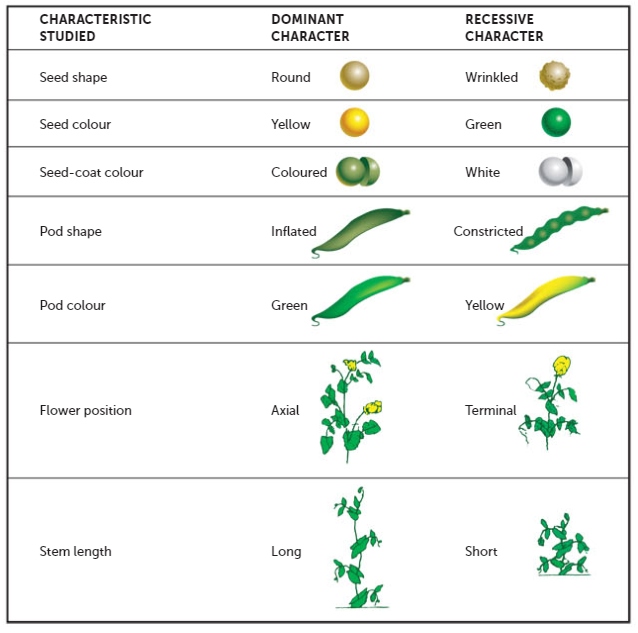 CHARACTERISTIC STUDIED DOMINANT CHARACTER RECESSIVE CHARACTER
Seed shape Round Wrinkled
Seed colour Yellow Green
Seed-coat colour Coloured White
Pod shape Inflated Constricted
Pod colour Green Yellow
Flower position Axial Terminal
Stem length Long Short